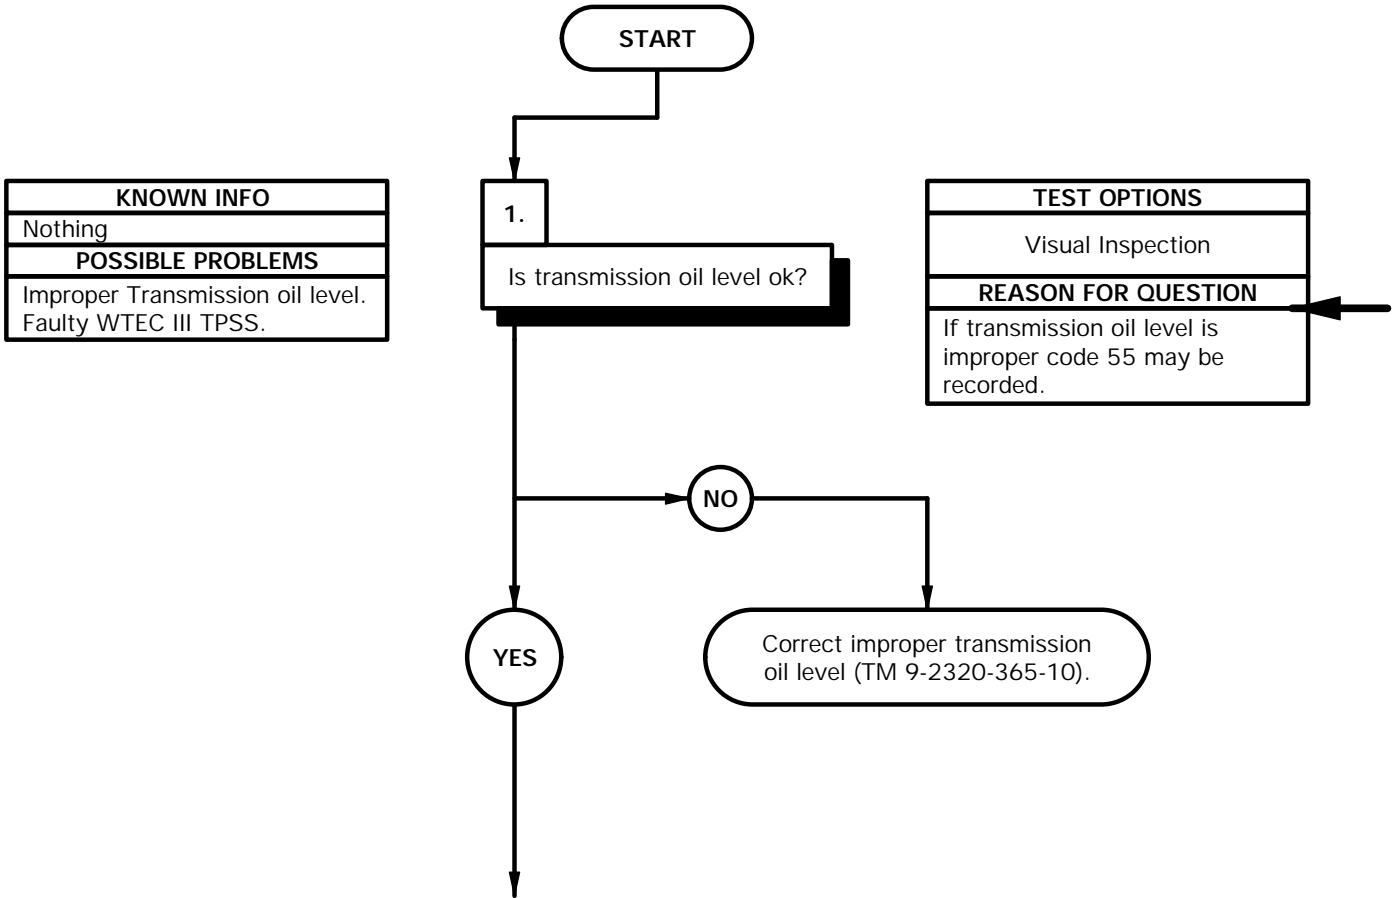 START
KNOWN INFO
Nothing
POSSIBLE PROBLEMS
Improper Transmission oil level.
Faulty WTEC III TPSS.
1.
Is transmission oil level ok?
TEST OPTIONS
Visual Inspection
REASON FOR QUESTION
If transmission oil level is
improper code 55 may be
recorded.
NO
YES
Correct improper transmission
oil level (TM 9-2320-365-10).